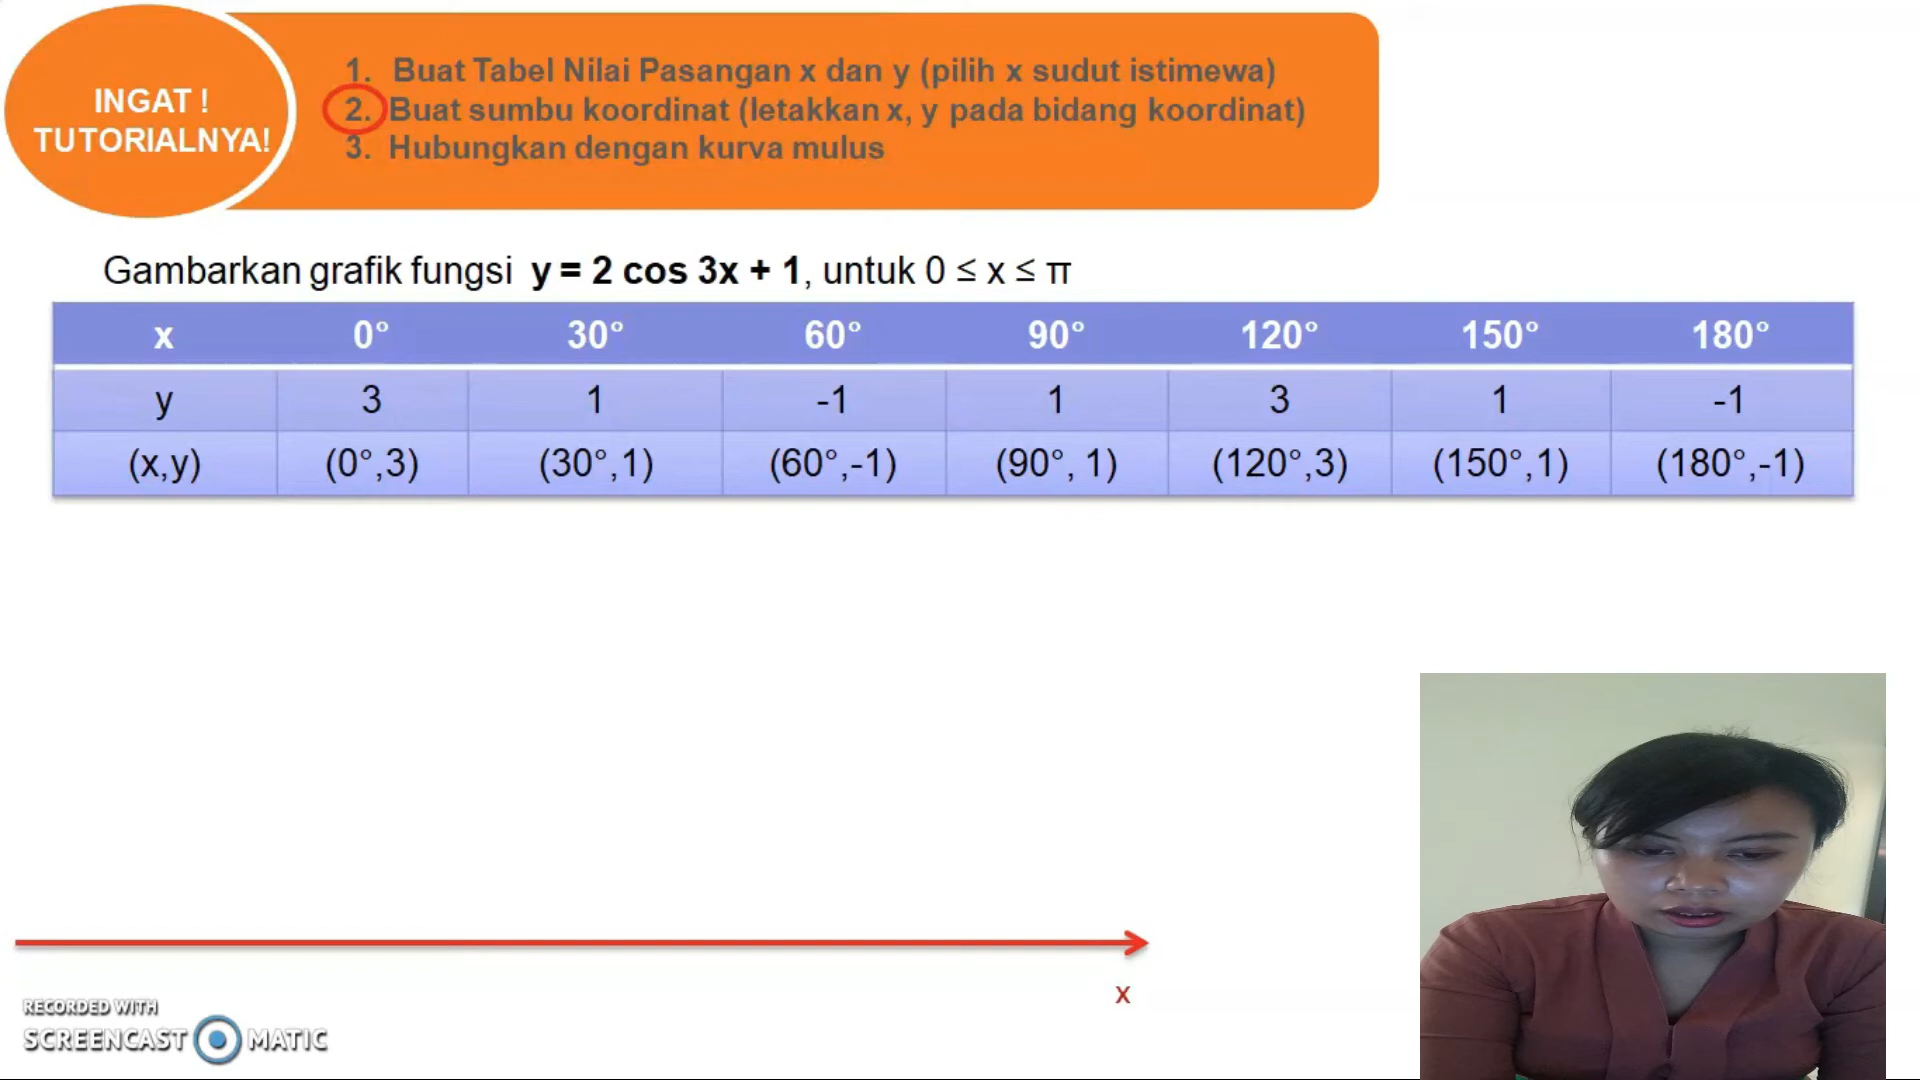 INGAT !
TUTORIALNYA!
1. Buat Tabel Nilai Pasangan x dan y (pilih x sudut istimewa)
2. Buat sumbu koordinat (letakkan x, y pada bidang koordinat)
3. Hubungkan dengan kurva mulus
Gambarkan grafik fungsi y = 2 cos 3x + 1, untuk 0 ≤ x ≤ π
x 0° 30° 60° 90° 120° 150° 180°
y 3 1 -1 1 3 1 -1
(x,y) (0°,3) (30°,1) (60°,-1) (90°, 1) (120°,3) (150°,1) (180°,-1)
x
RECORDED WITH
SCREENCAST MATIC